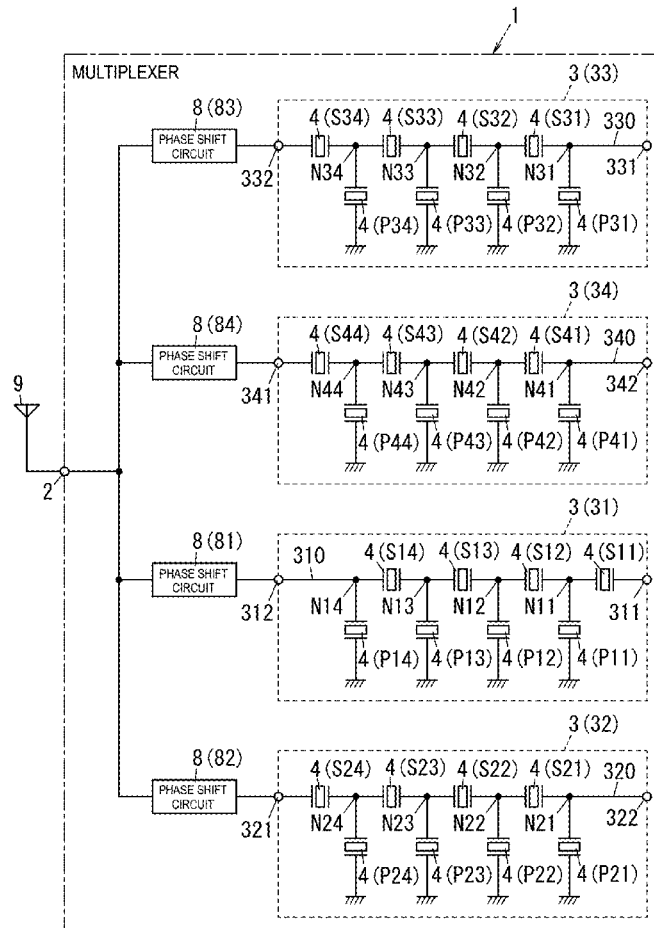 1
MULTIPLEXER
3 (33)
8 (83)
4 (S34) 4 (S33) 4 (S32) 4 (S31) 330
PHASE SHIFT
CIRCUIT
332 N34 N33 N32 N31 331
4 (P34) 4 (P33) 4 (P32) 4 (P31)
3 (34)
8 (84)
4 (S44) 4 (S43) 4 (S42) 4 (S41) 340
PHASE SHIFT
CIRCUIT
9 341 N44 N43 N42 N41 342
4 (P44) 4 (P43) 4 (P42) 4 (P41)
2
3 (31)
8 (81)
310 4 (S14) 4 (S13) 4 (S12) 4 (S11)
PHASE SHIFT
CIRCUIT
312 N14 N13 N12 N11 311
4 (P14) 4 (P13) 4 (P12) 4 (P11)
3 (32)
8 (82)
4 (S24) 4 (S23) 4 (S22) 4 (S21) 320
PHASE SHIFT
CIRCUIT
321 N24 N23 N22 N21 322
4 (P24) 4 (P23) 4 (P22) 4 (P21)